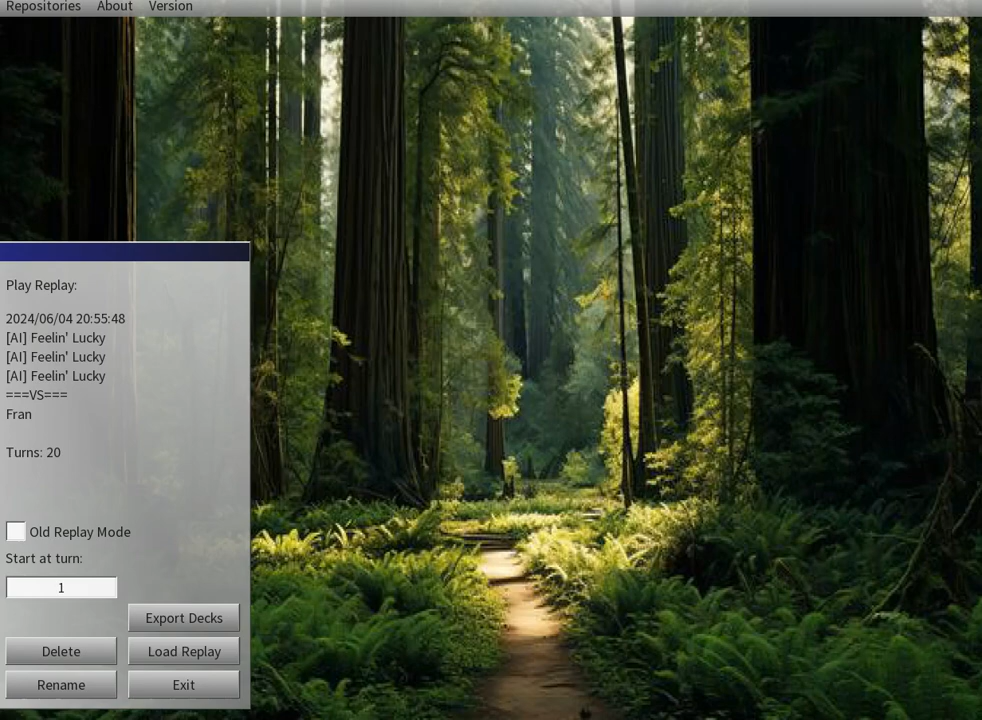 Repositories About Version
Play Replay:
2024/06/04 20:55:48
[AI] Feelin' Lucky
[AI] Feelin' Lucky
[AI] Feelin' Lucky
===VS===
Fran
Turns: 20
Old Replay Mode
Start at turn:
1
Export Decks
Delete Load Replay
Rename Exit